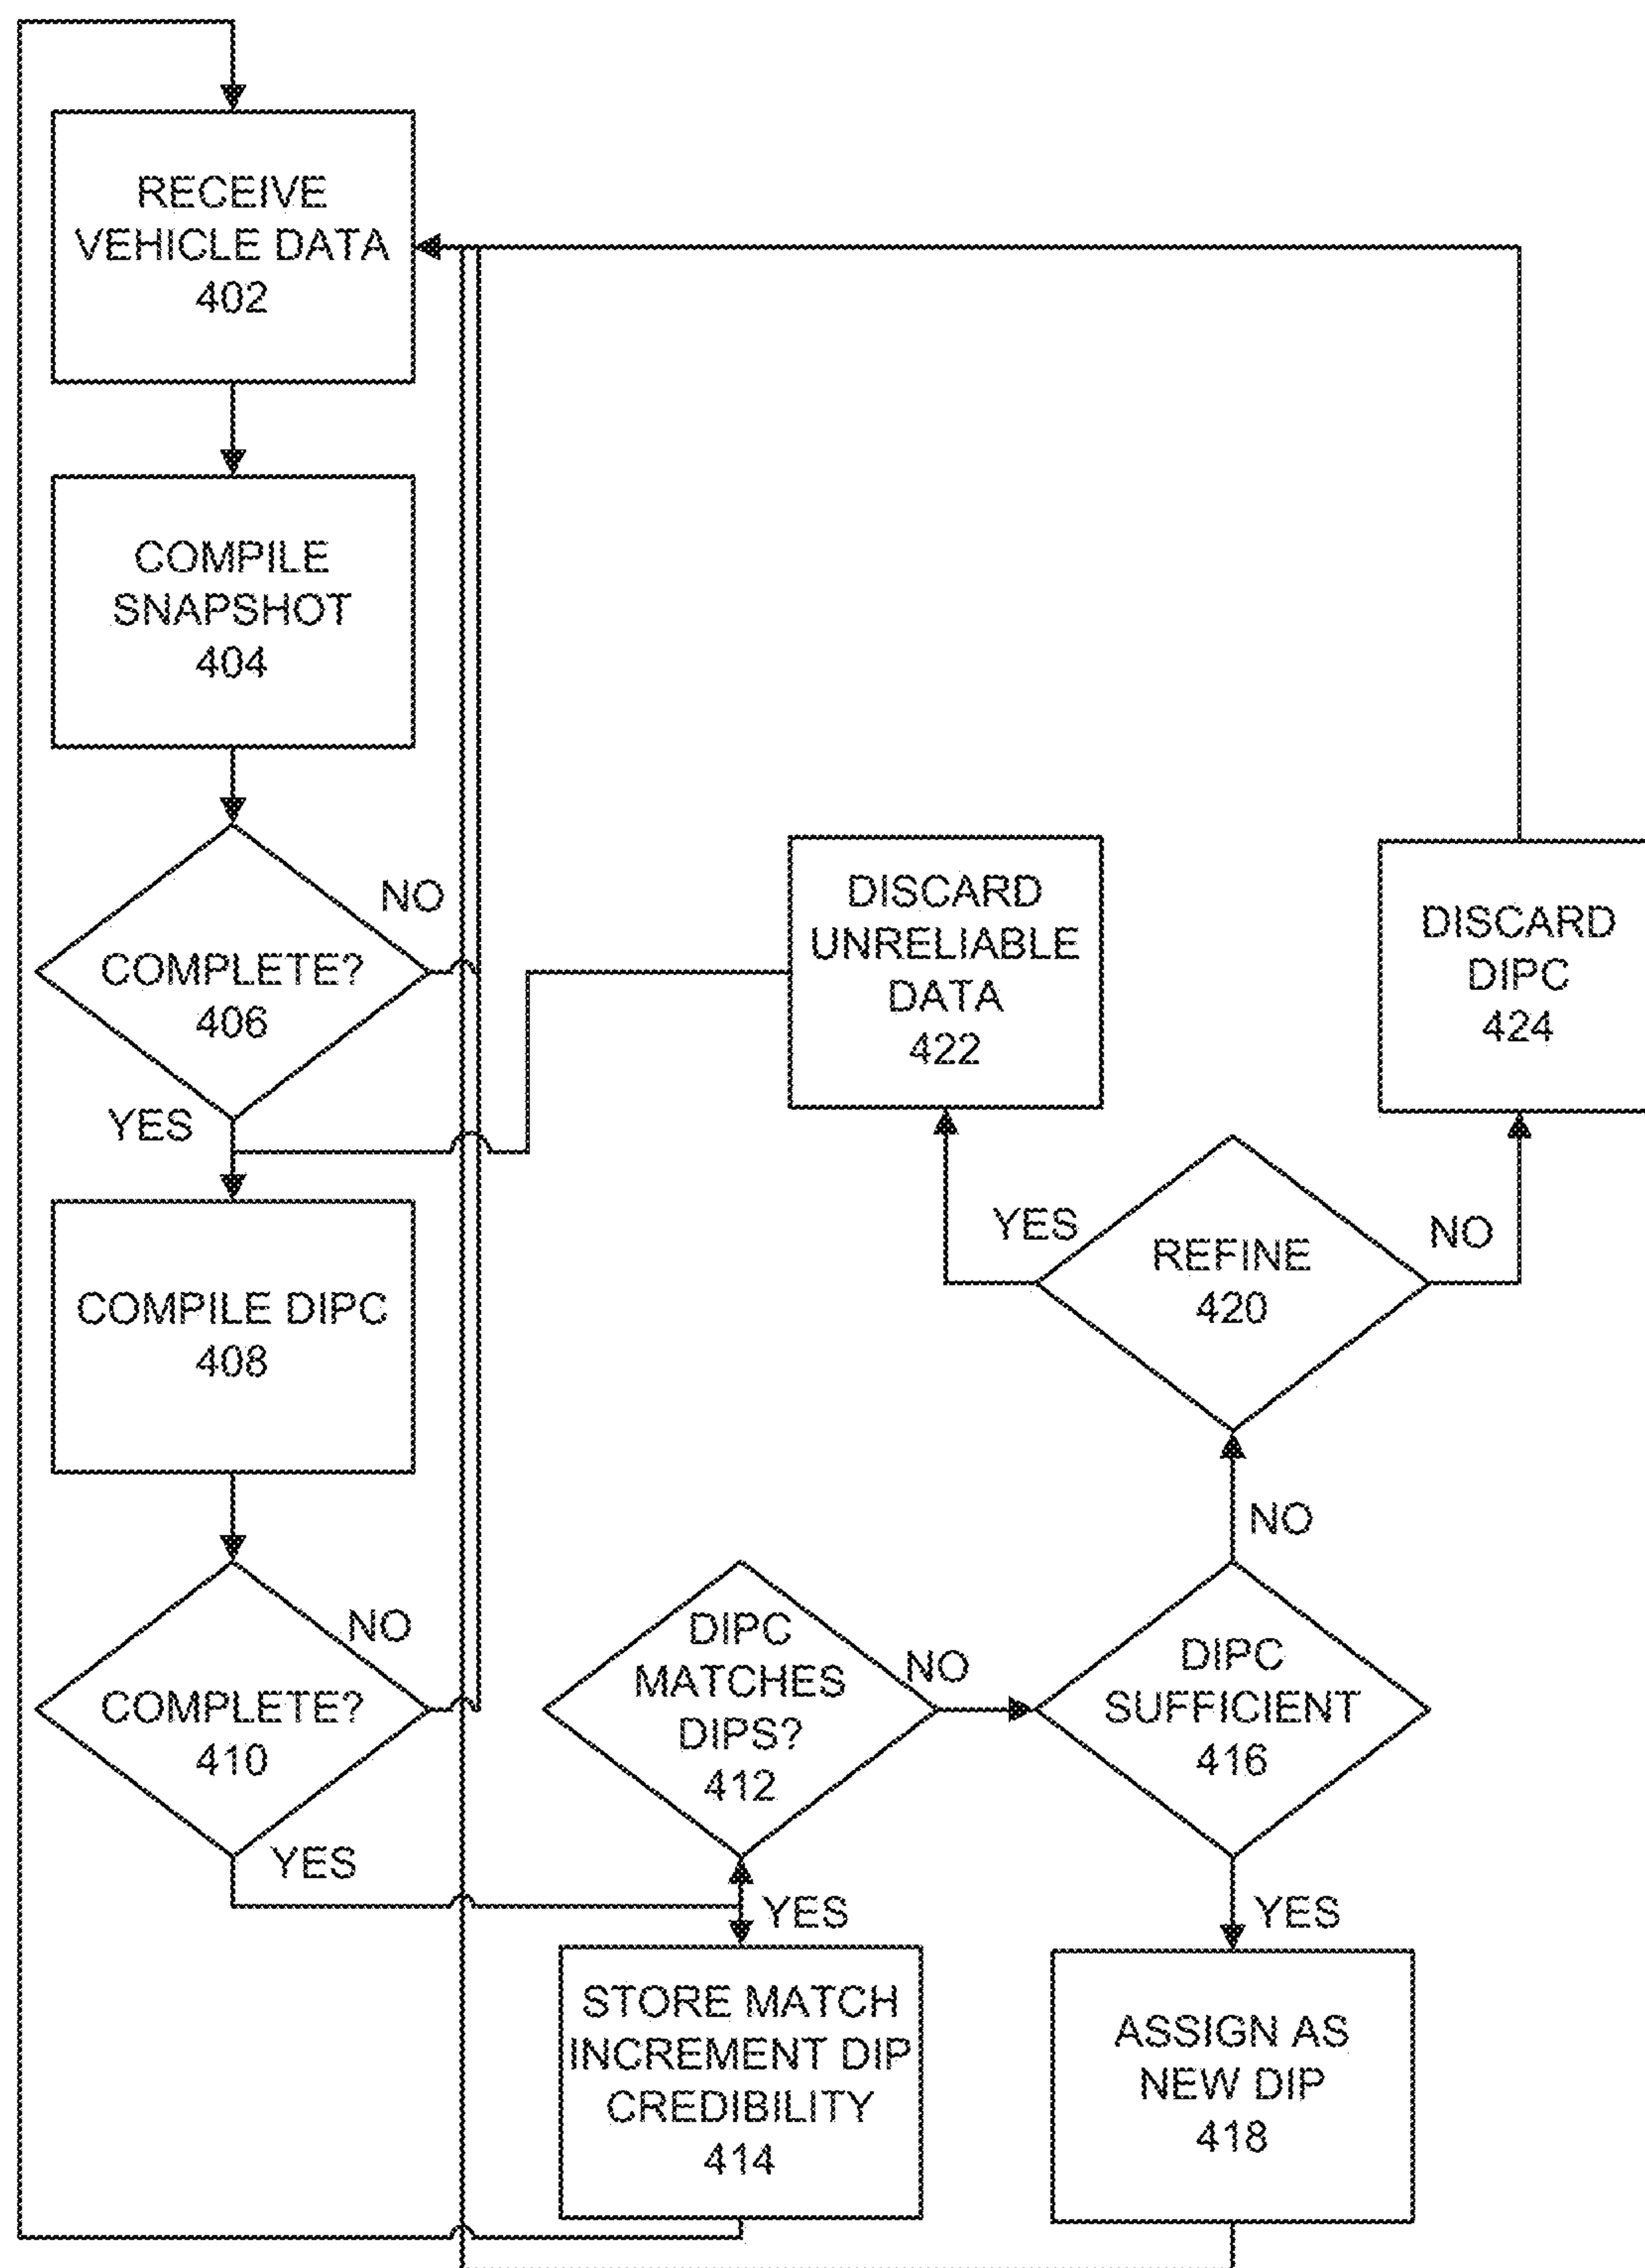 RECEIVE
VEHICLE DATA
402
COMPILE
SNAPSHOT
404
NO
COMPLETE?
406
YES
COMPILE DIPC
408
NO
COMPLETE?
410
YES
DIPC
MATCHES
DIPS?
412
NO
YES
STORE MATCH
INCREMENT DIP
CREDIBILITY
414
DIPC
SUFFICIENT
416
NO
YES
ASSIGN AS
NEW DIP
418
REFINE
420
YES
NO
DISCARD
UNRELIABLE
DATA
422
DISCARD
DIPC
424